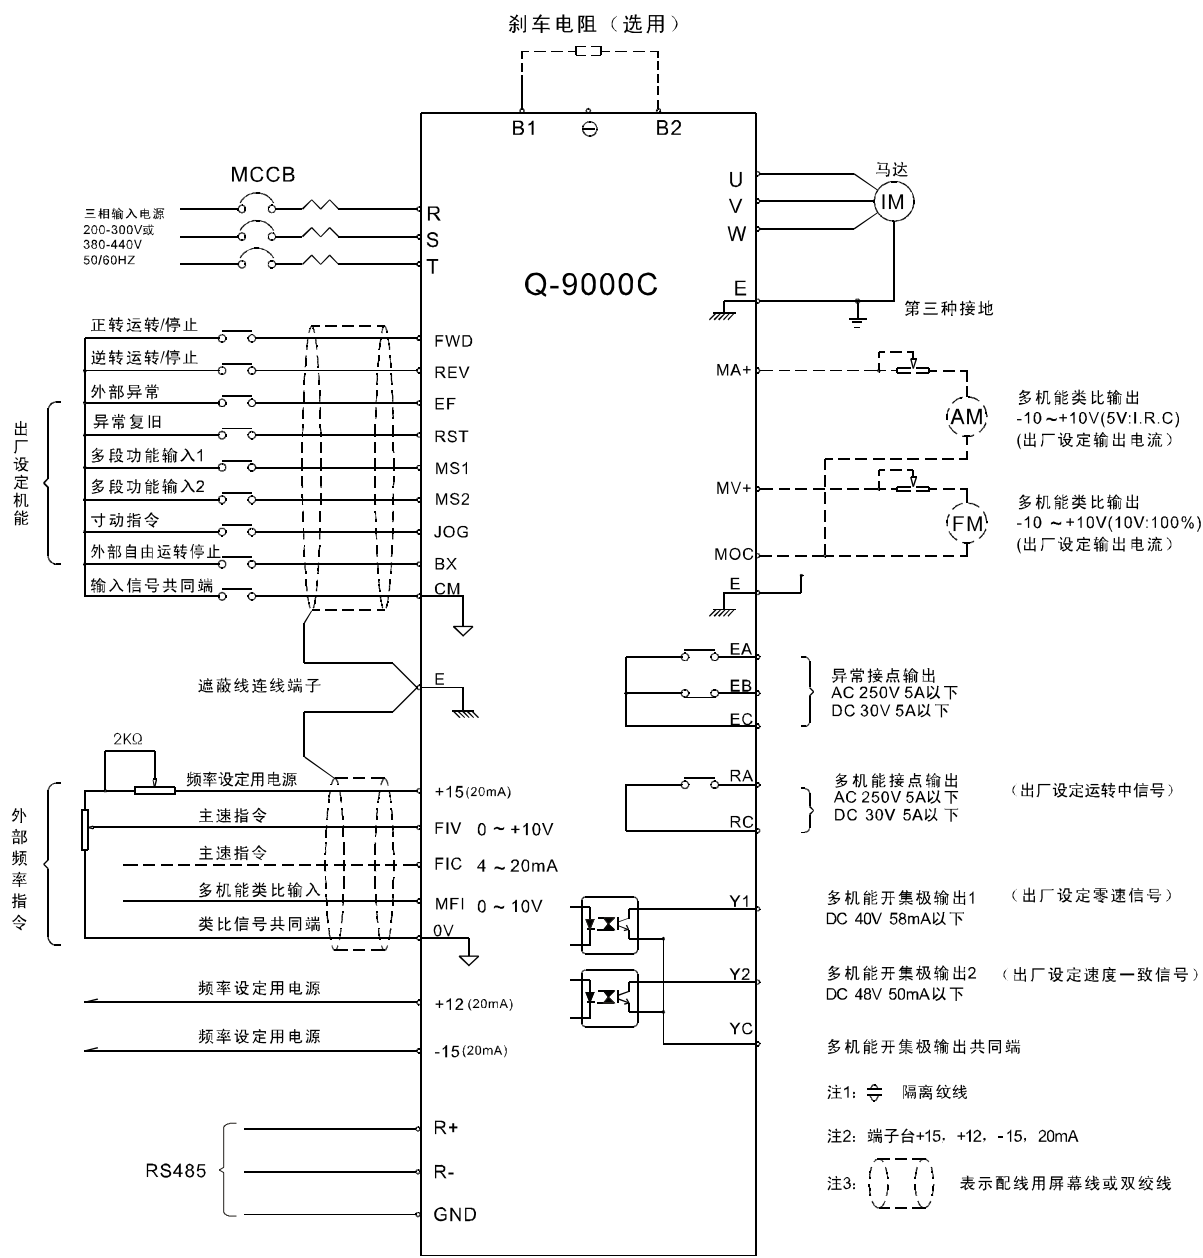 刹车电阻（选用）
B1
⊖
B2
MCCB
三相输入电源
200-300V或
380-440V
50/60HZ
R
S
T
U
V
W
马达
IM
Q-9000C
E
第三种接地
出厂设定机能
正转运转/停止
FWD
逆转运转/停止
REV
外部异常
EF
异常复旧
RST
多段功能输入1
MS1
多段功能输入2
MS2
寸动指令
JOG
外部自由运转停止
BX
输入信号共同端
CM
遮蔽线连线端子
E
MA+
AM
多机能类比输出
-10～+10V(5V:I.R.C)
(出厂设定输出电流）
MV+
FM
多机能类比输出
-10 ～+10V(10V:100%)
(出厂设定输出电流）
MOC
E
EA
EB
EC
异常接点输出
AC 250V 5A以下
DC 30V 5A以下
RA
RC
多机能接点输出
AC 250V 5A以下
DC 30V 5A以下
（出厂设定运转中信号）
外部频率指令
2KΩ
频率设定用电源
+15(20mA)
主速指令
FIV 0～+10V
主速指令
FIC 4～20mA
多机能类比输入
MFI 0～10V
类比信号共同端
0V
频率设定用电源
+12(20mA)
频率设定用电源
-15(20mA)
Y1
多机能开集极输出1
DC 40V 58mA以下
（出厂设定零速信号）
Y2
多机能开集极输出2
DC 48V 50mA以下
（出厂设定速度一致信号）
YC
多机能开集极输出共同端
RS485
R+
R-
GND
注1: 隔离纹线
注2: 端子台+15, +12, -15, 20mA
注3: 表示配线用屏幕线或双绞线